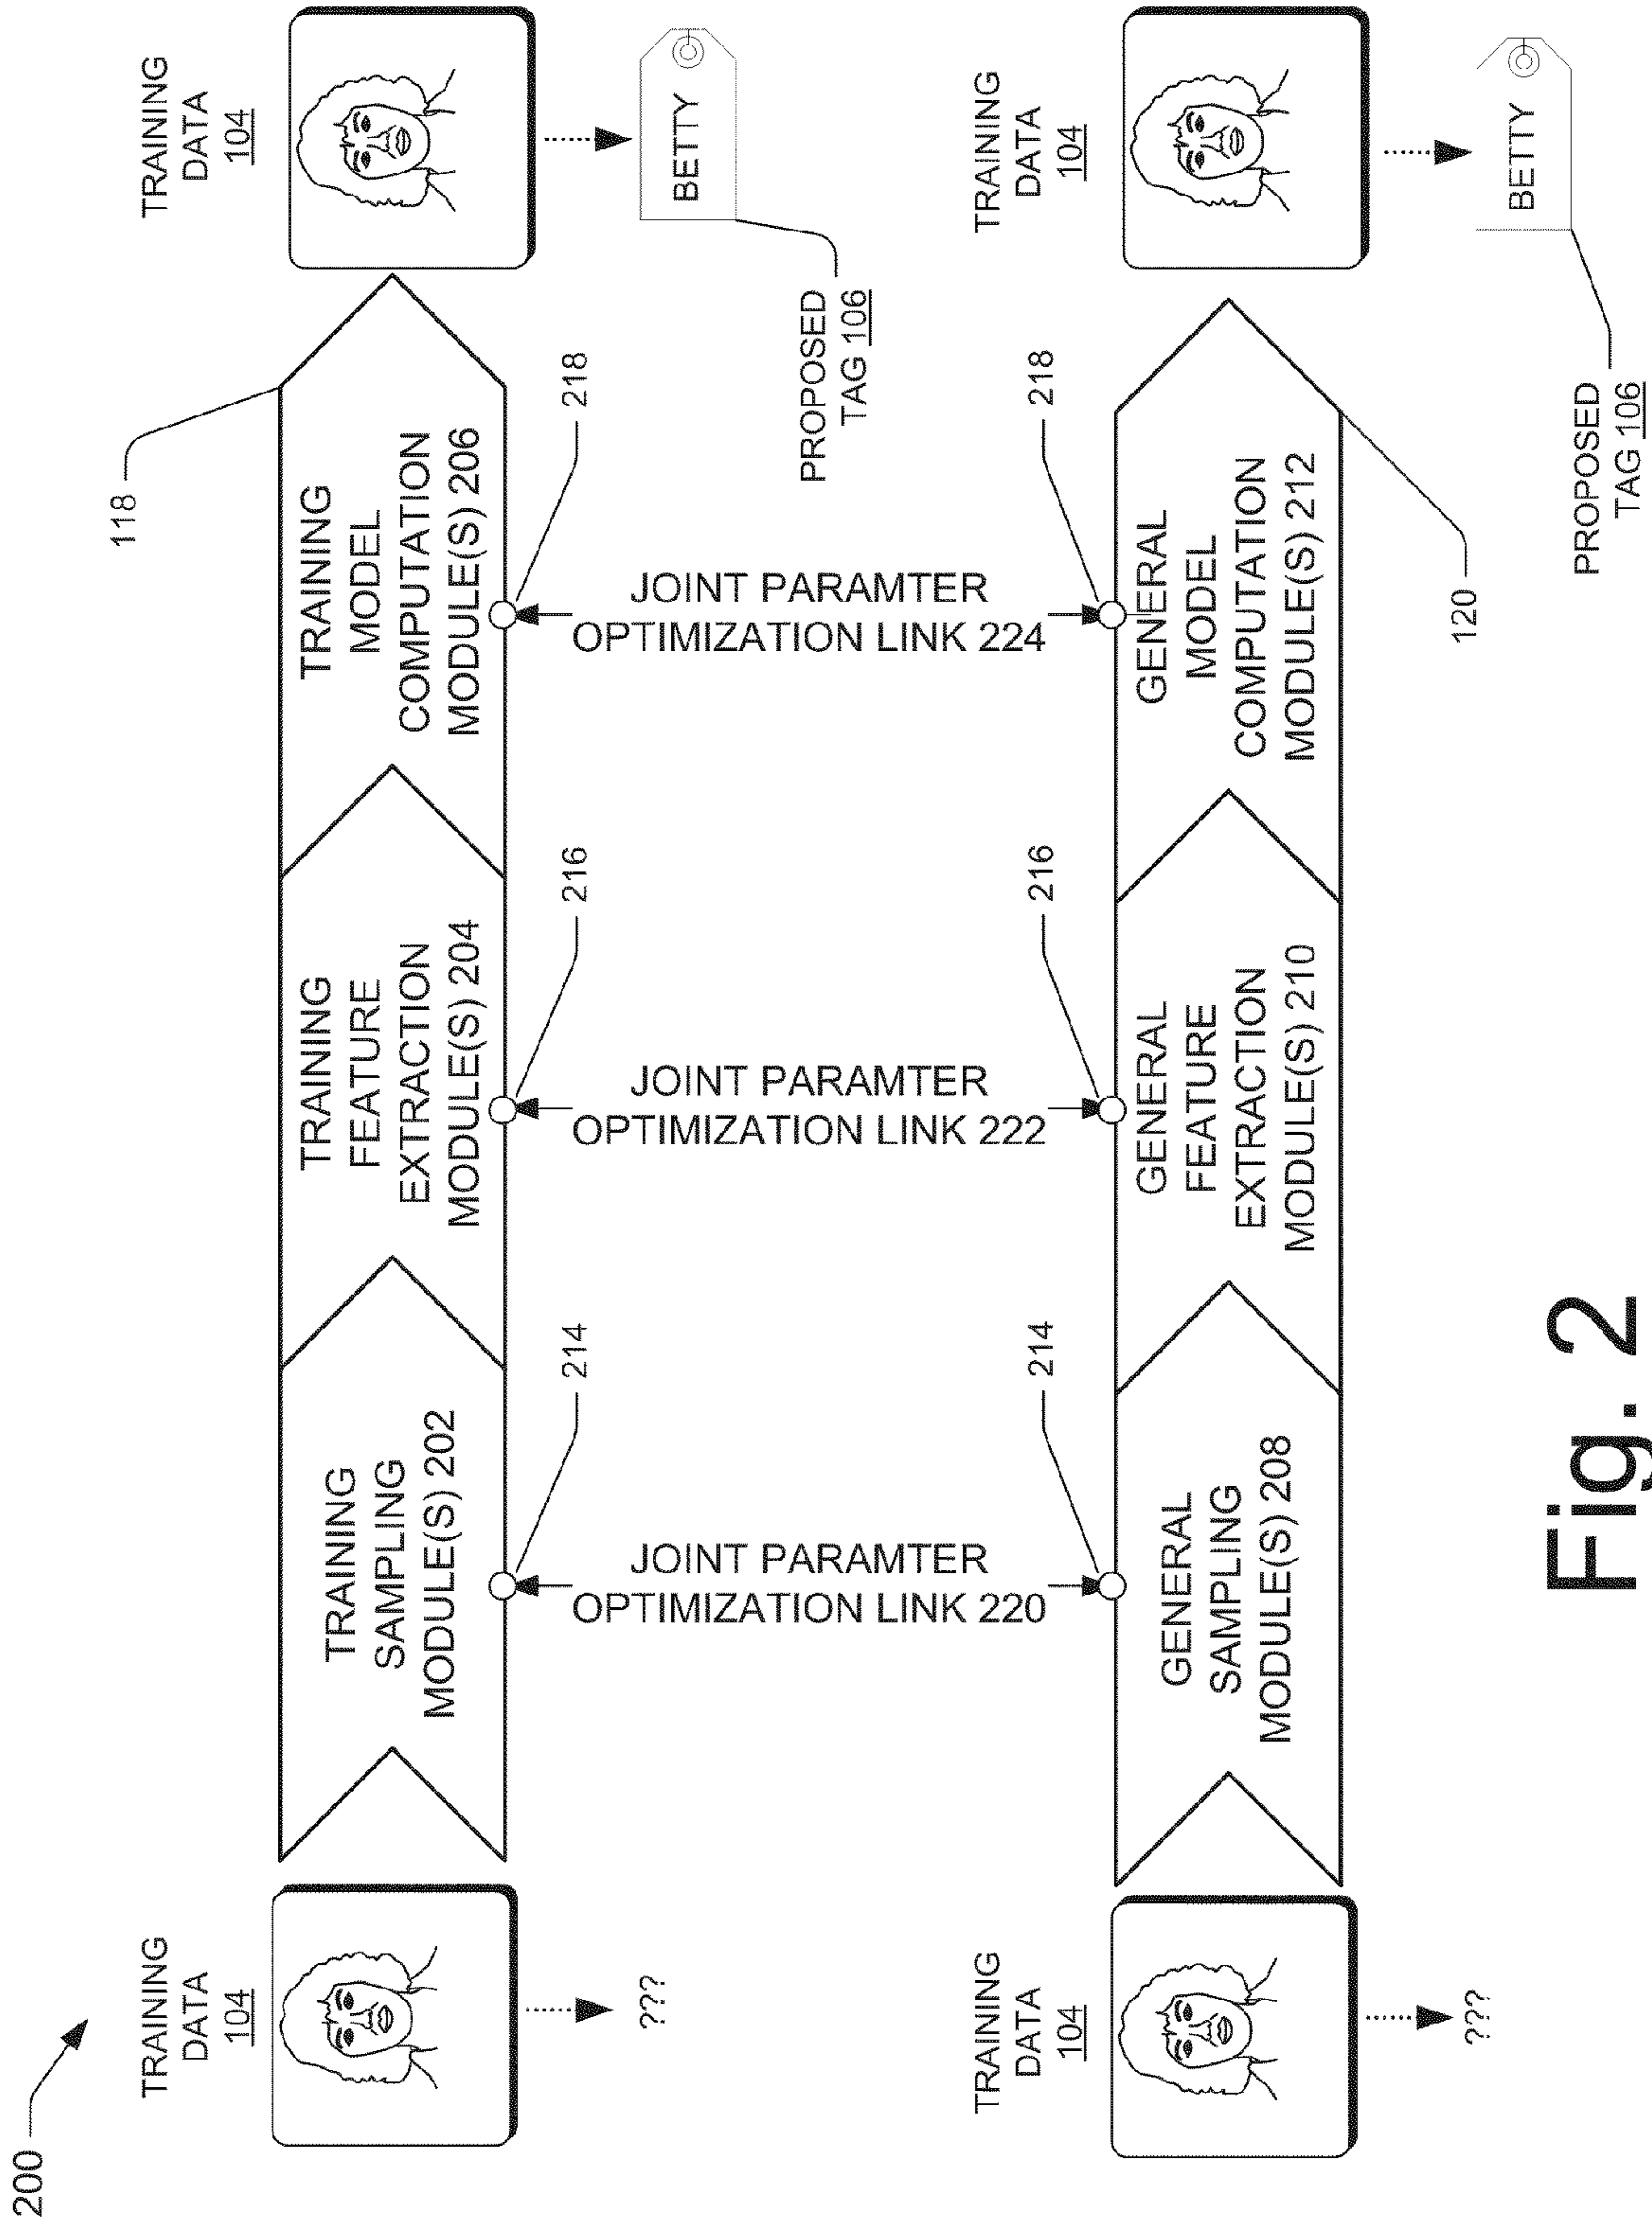 200
TRAINING
DATA
104
???
118
TRAINING
SAMPLING
MODULE(S) 202
TRAINING
FEATURE
EXTRACTION
MODULE(S) 204
TRAINING
MODEL
COMPUTATION
MODULE(S) 206
TRAINING
DATA
104
BETTY
PROPOSED
TAG 106
214
216
218
JOINT PARAMTER
OPTIMIZATION LINK 220
JOINT PARAMTER
OPTIMIZATION LINK 222
JOINT PARAMTER
OPTIMIZATION LINK 224
214
216
218
TRAINING
DATA
104
???
GENERAL
SAMPLING
MODULE(S) 208
GENERAL
FEATURE
EXTRACTION
MODULE(S) 210
GENERAL
MODEL
COMPUTATION
MODULE(S) 212
120
TRAINING
DATA
104
BETTY
PROPOSED
TAG 106
Fig. 2